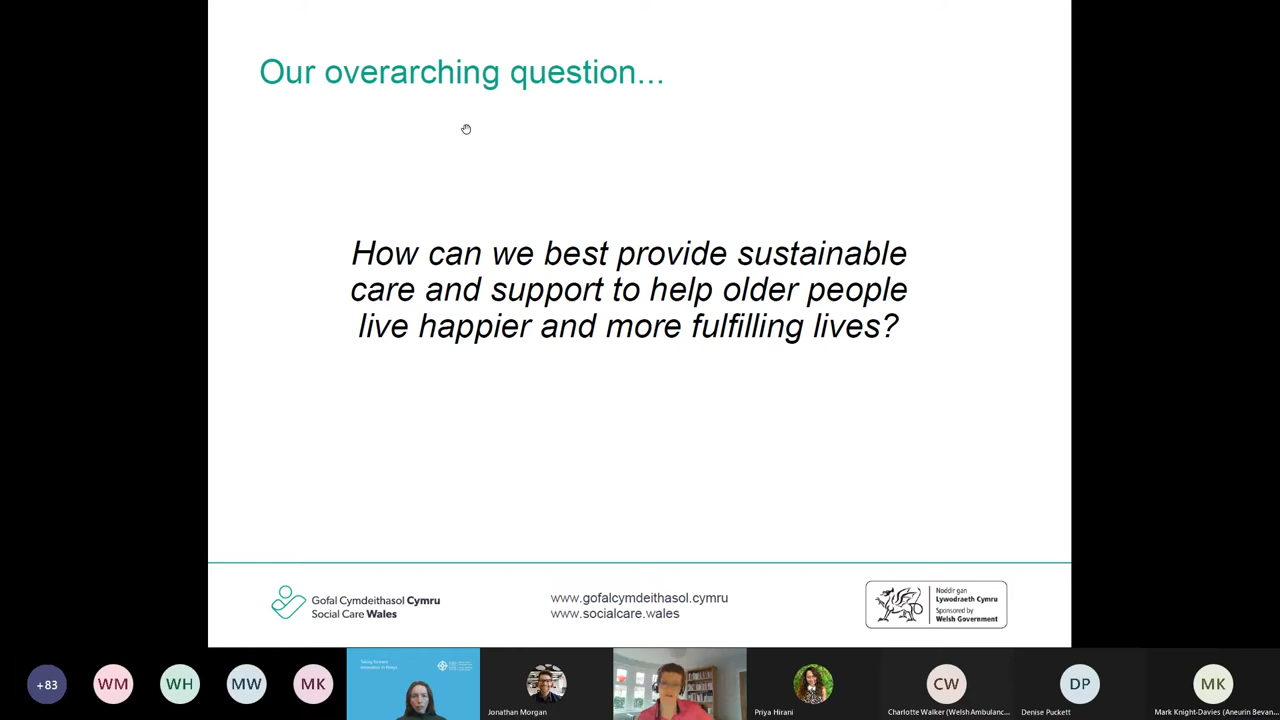 Our overarching question...
How can we best provide sustainable
care and support to help older people
live happier and more fulfilling lives?
Gofal Cymdeithasol Cymru
Social Care Wales
www.gofalcymdeithasol.cymru
www.socialcare.wales
Noddir gan
Lywodraeth Cymru
Sponsored by
Welsh Government
+83
WM
WH
MW
MK
Jonathan Morgan
Priya Hirani
CW
Charlotte Walker (Welsh Ambulanc...
DP
Denise Puckett
MK
Mark Knight-Davies (Aneurin Bevan...